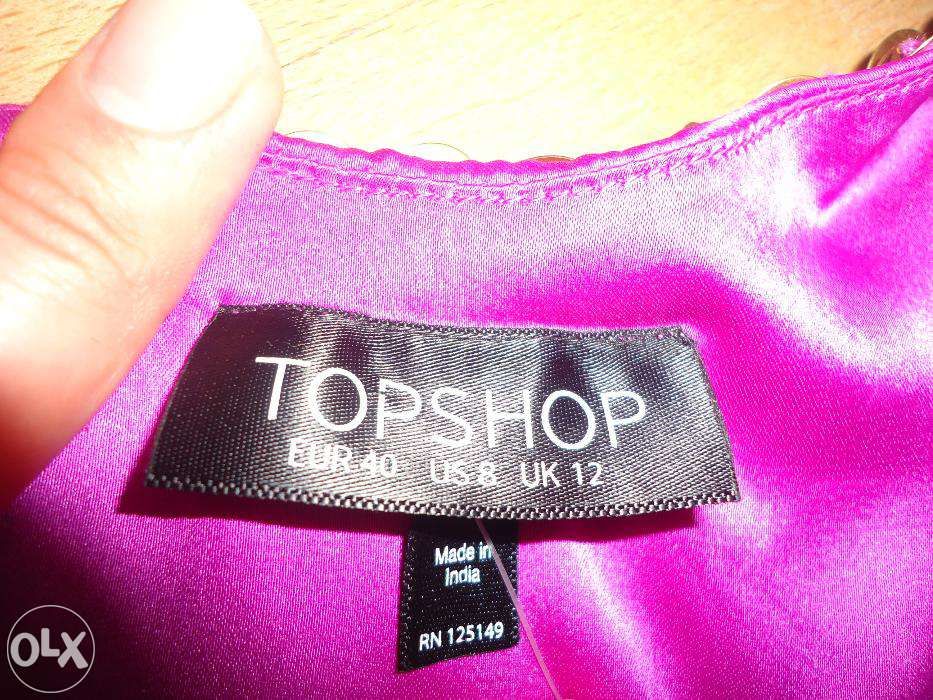 TOPSHOP
EUR 40 US 8 UK 12
Made in
India
RN 125149
OLX